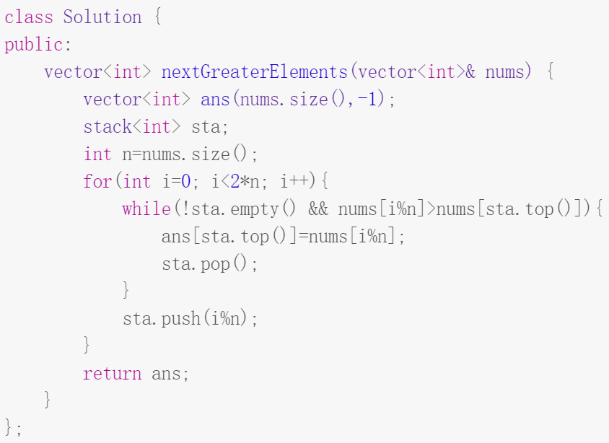 class Solution {
public:
    vector<int> nextGreaterElements(vector<int>& nums) {
        vector<int> ans(nums.size(),-1);
        stack<int> sta;
        int n=nums.size();
        for(int i=0; i<2*n; i++){
            while(!sta.empty() && nums[i%n]>nums[sta.top()]){
                ans[sta.top()]=nums[i%n];
                sta.pop();
            }
            sta.push(i%n);
        }
        return ans;
    }
};